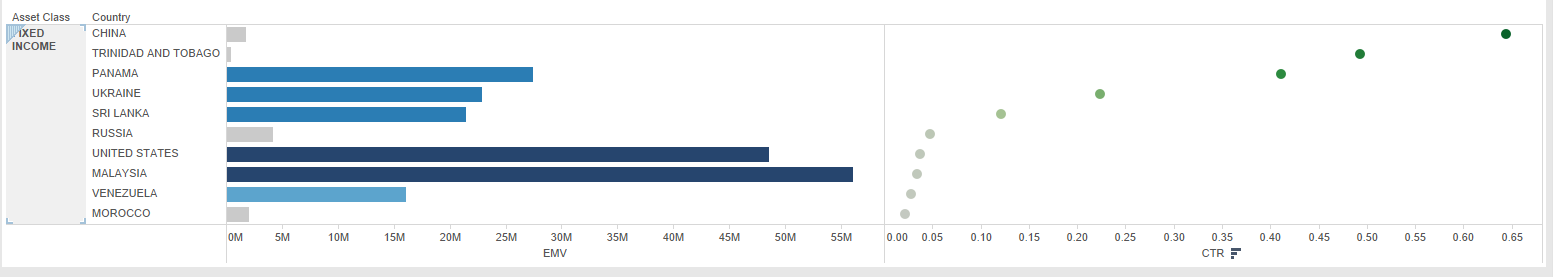 Asset Class Country
IXED
INCOME
CHINA
TRINIDAD AND TOBAGO
PANAMA
UKRAINE
SRI LANKA
RUSSIA
UNITED STATES
MALAYSIA
VENEZUELA
MOROCCO
0M 5M 10M 15M 20M 25M 30M 35M 40M 45M 50M 55M
EMV
0.00 0.05 0.10 0.15 0.20 0.25 0.30 0.35 0.40 0.45 0.50 0.55 0.60 0.65
CTR